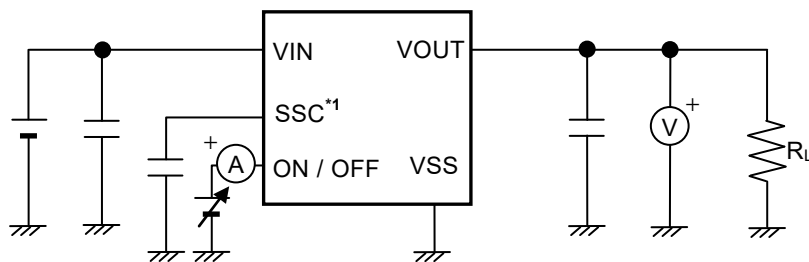 VIN
VOUT
SSC*1
+
A
ON / OFF
VSS
+
V
RL